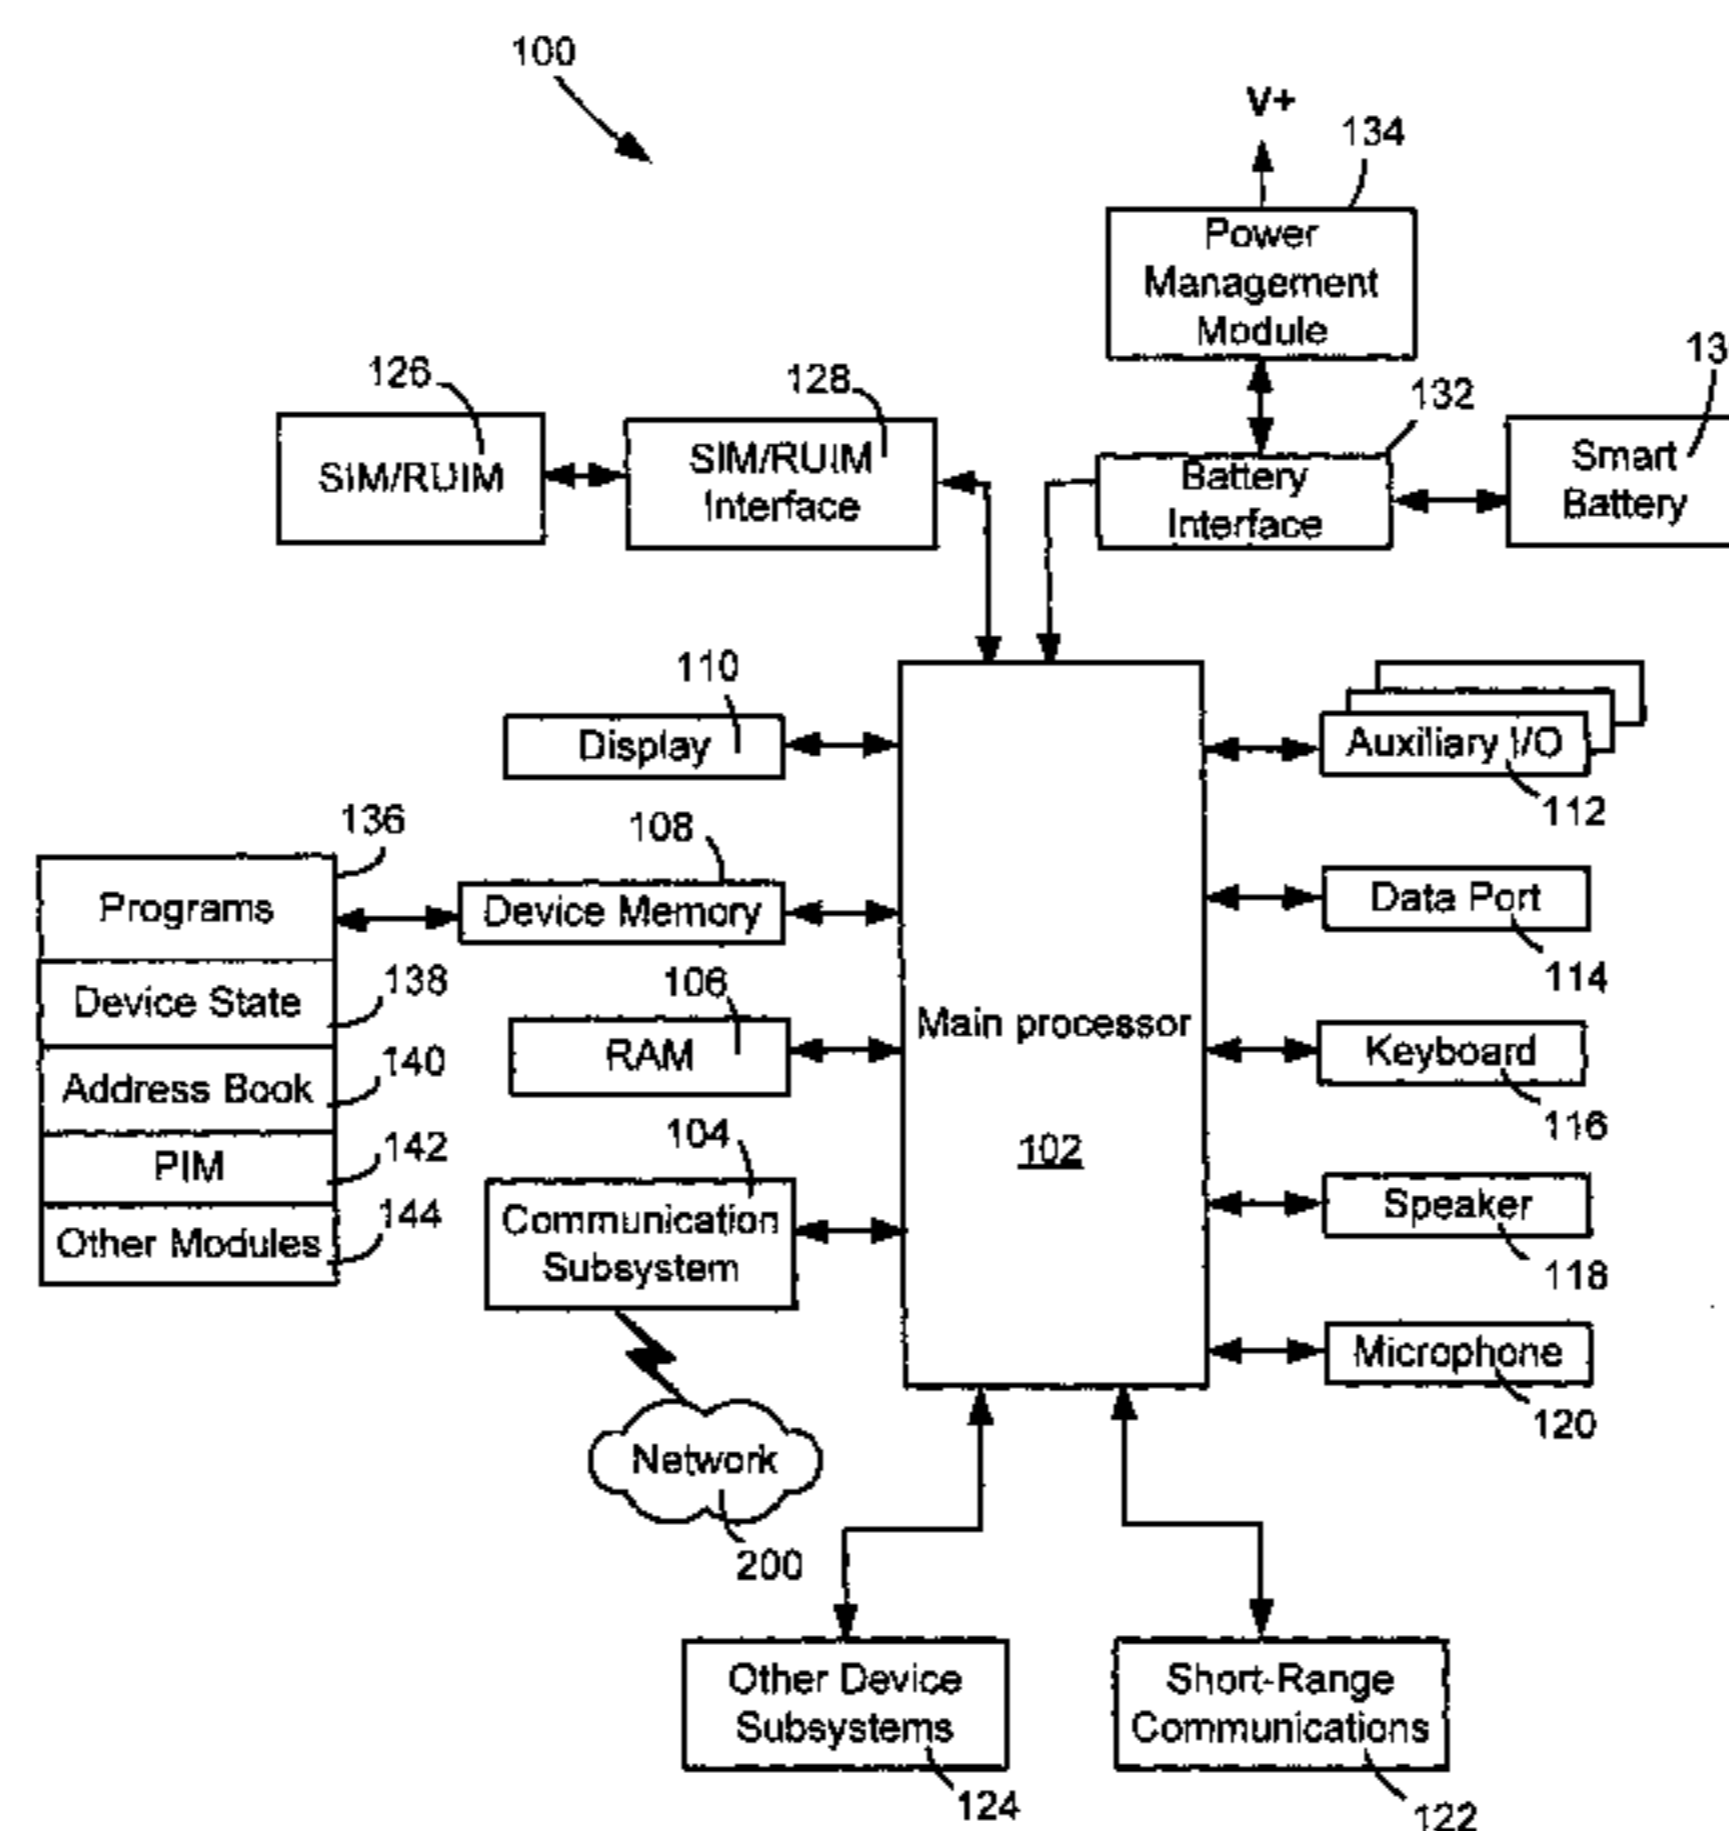 100
V+
134
Power
Management
Module
126
128
132
13
SIM/RUIM
SIM/RUIM
Interface
Battery
Interface
Smart
Battery
110
Display
Auxiliary I/O
112
136
108
Programs
Device Memory
Data Port
114
Device State
138
106
RAM
Main processor
Keyboard
116
Address Book
140
104
102
PIM
142
Communication
Subsystem
Speaker
118
Other Modules
144
Microphone
120
Network
200
Other Device
Subsystems
124
Short-Range
Communications
122